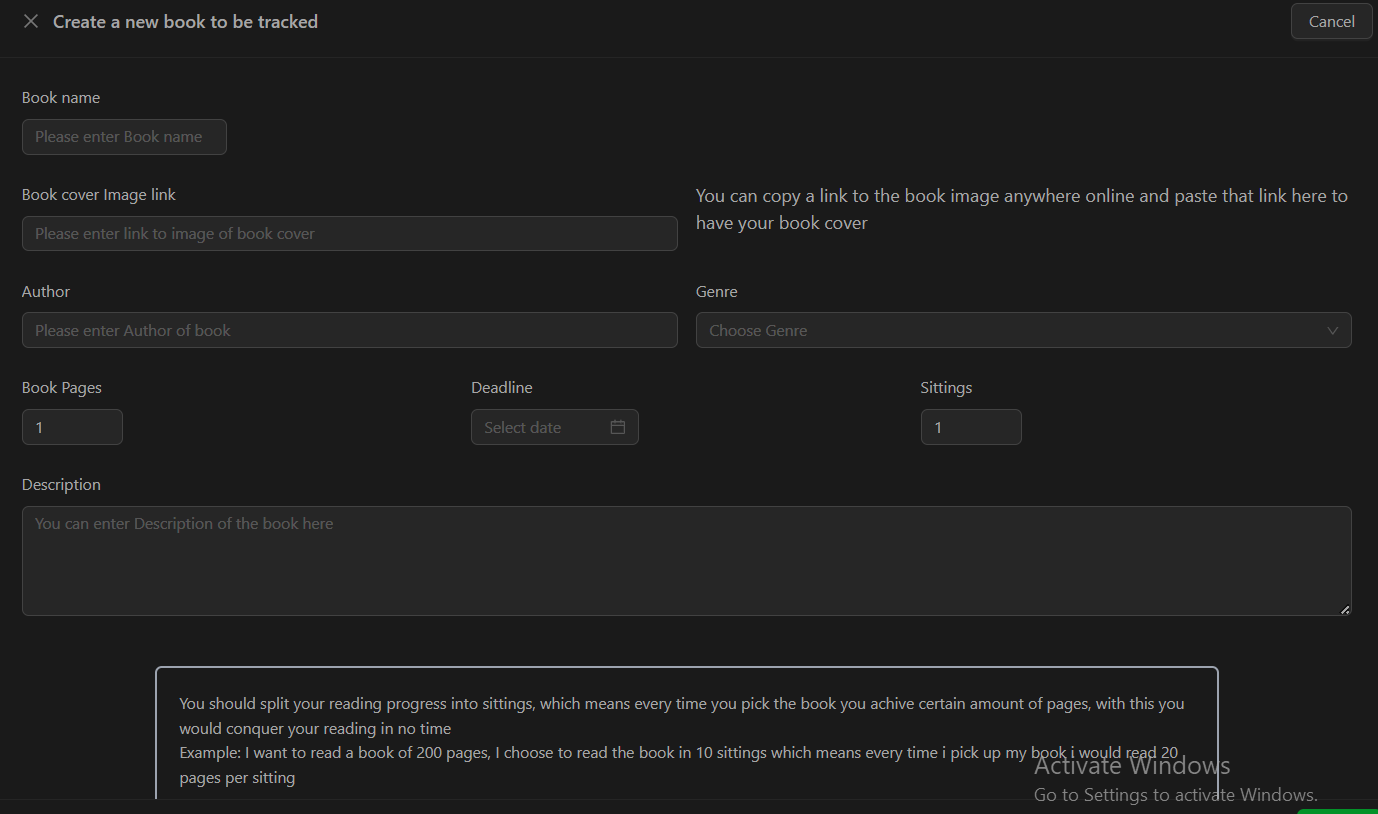 Create a new book to be tracked
Cancel
Book name
Please enter Book name
Book cover Image link
Please enter link to image of book cover
You can copy a link to the book image anywhere online and paste that link here to
have your book cover
Author
Please enter Author of book
Genre
Choose Genre
Book Pages
1
Deadline
Select date
Sittings
1
Description
You can enter Description of the book here
You should split your reading progress into sittings, which means every time you pick the book you achive certain amount of pages, with this you
would conquer your reading in no time
Example: I want to read a book of 200 pages, I choose to read the book in 10 sittings which means every time i pick up my book i would read 20
pages per sitting
Activate Windows
Go to Settings to activate Windows.